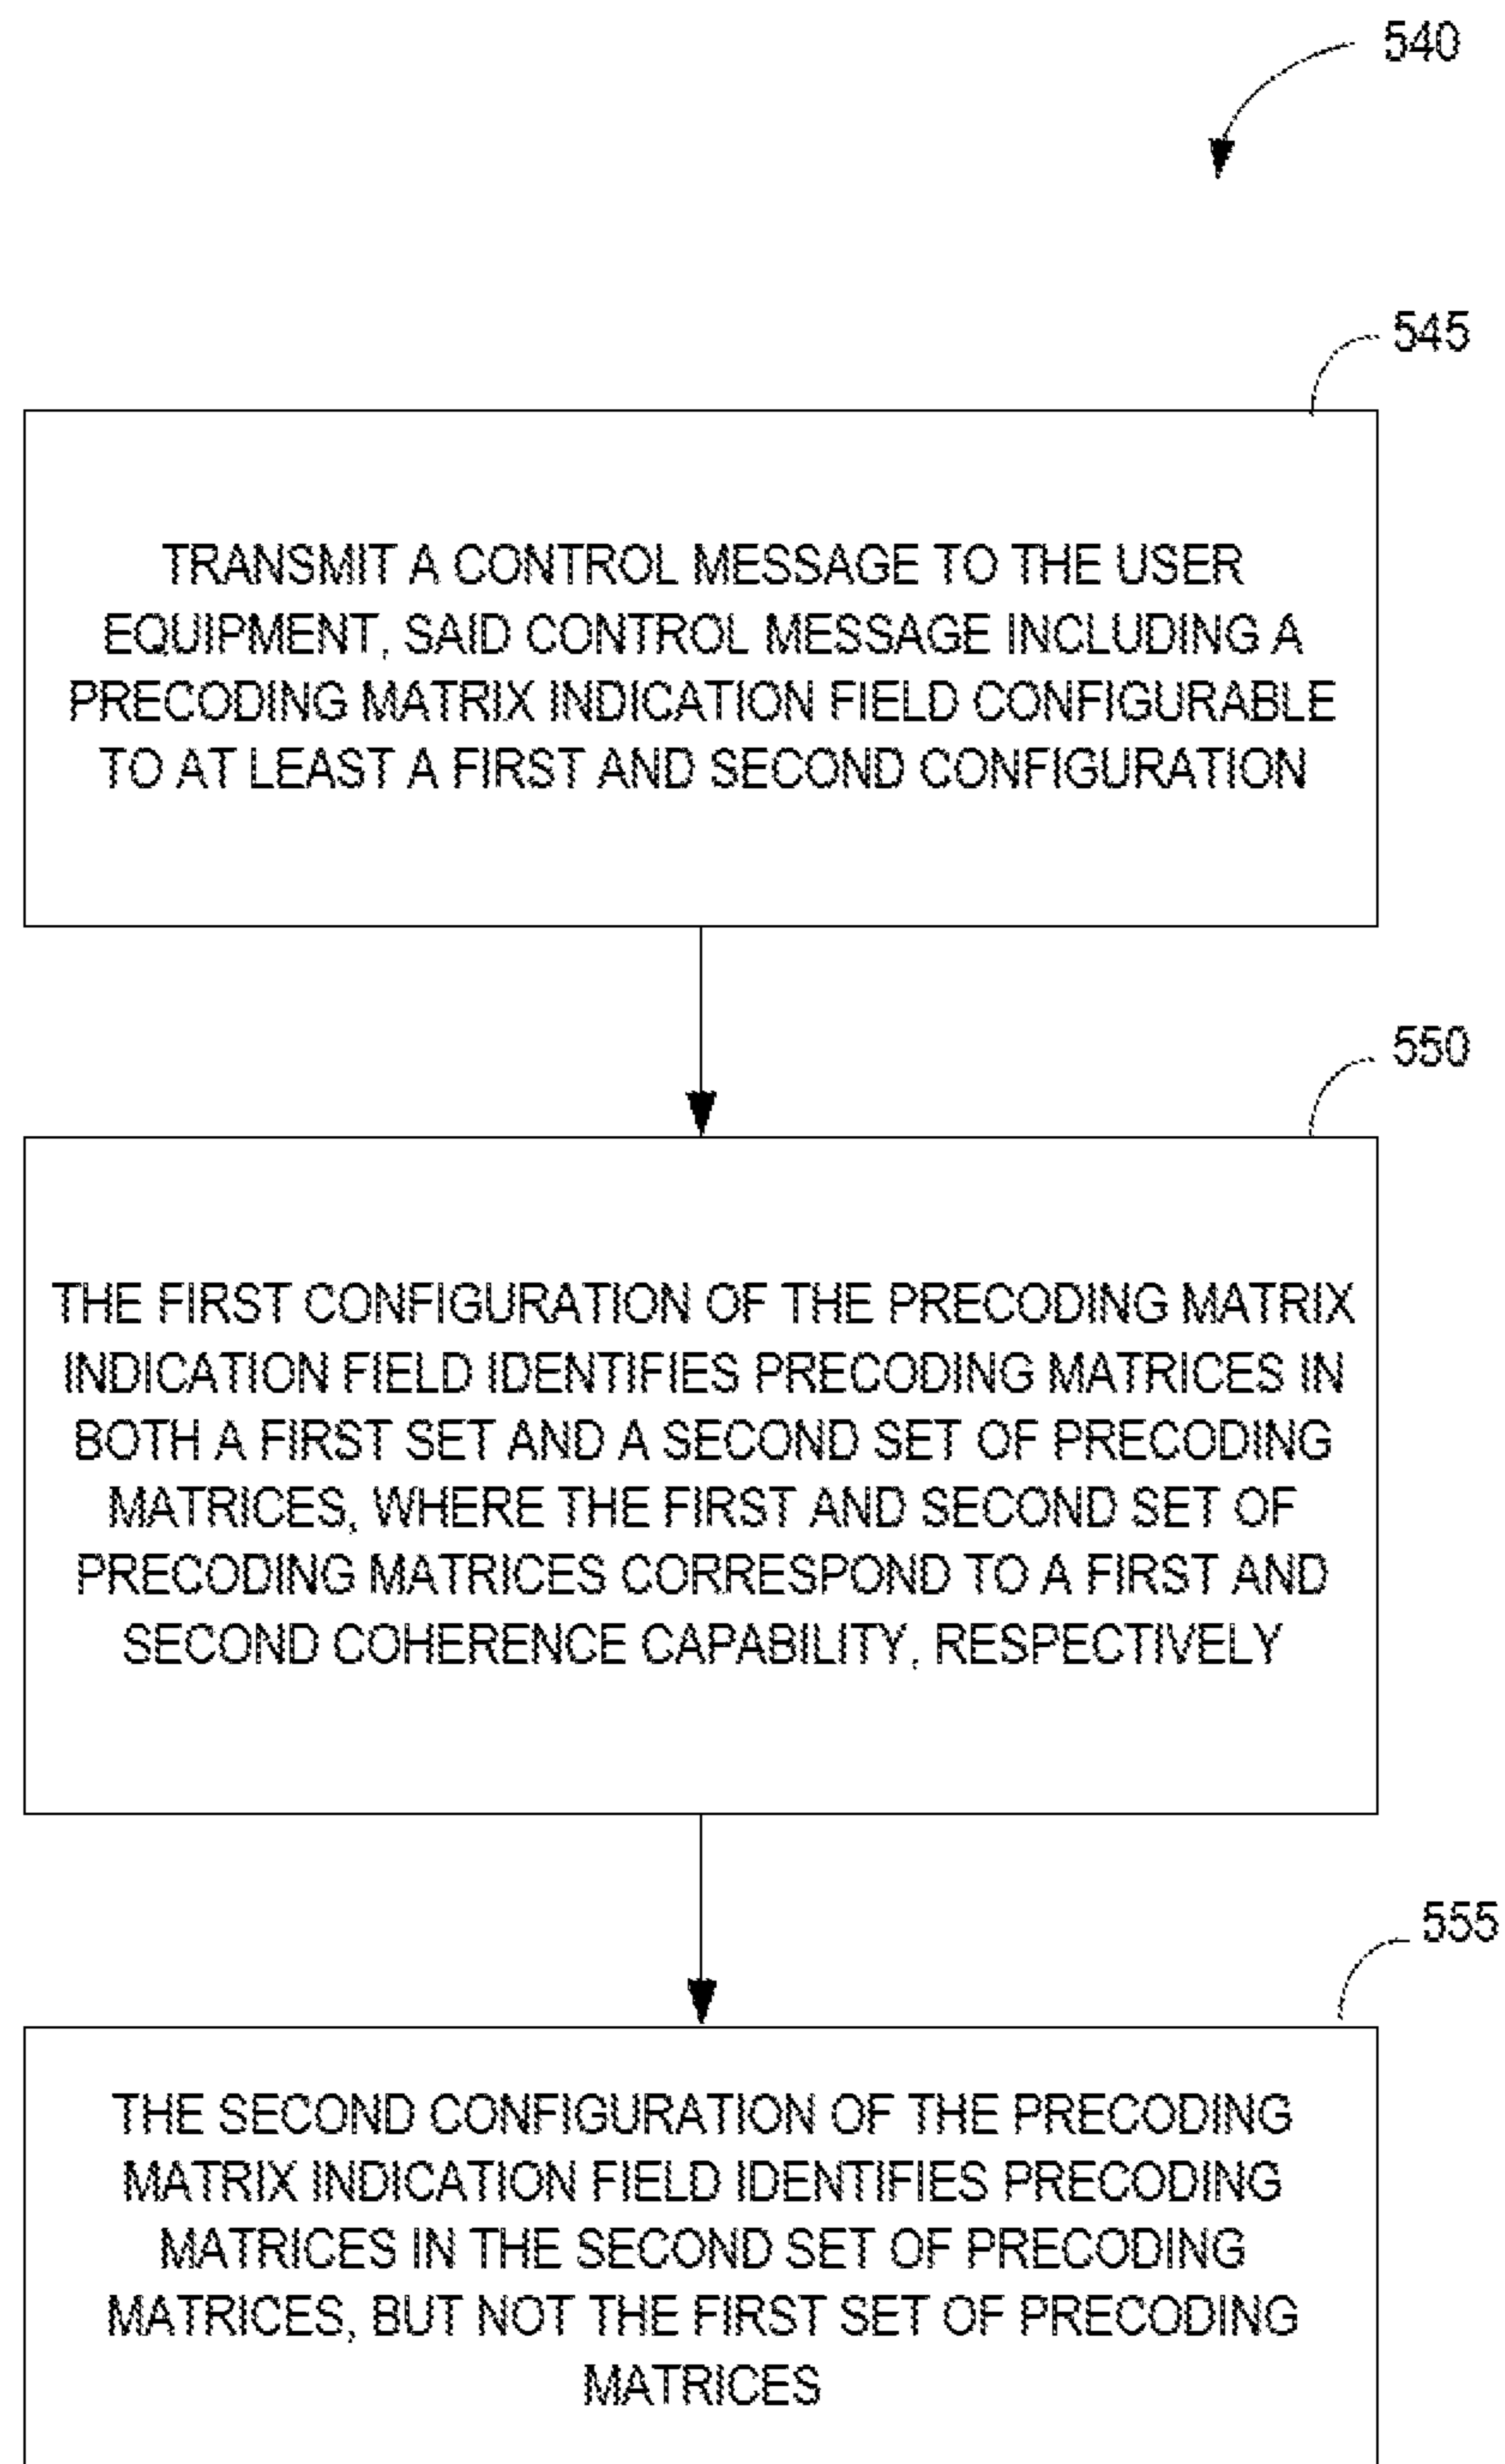 540
545
TRANSMIT A CONTROL MESSAGE TO THE USER
EQUIPMENT, SAID CONTROL MESSAGE INCLUDING A
PRECODING MATRIX INDICATION FIELD CONFIGURABLE
TO AT LEAST A FIRST AND SECOND CONFIGURATION
550
THE FIRST CONFIGURATION OF THE PRECODING MATRIX
INDICATION FIELD IDENTIFIES PRECODING MATRICES IN
BOTH A FIRST SET AND A SECOND SET OF PRECODING
MATRICES, WHERE THE FIRST AND SECOND SET OF
PRECODING MATRICES CORRESPOND TO A FIRST AND
SECOND COHERENCE CAPABILITY, RESPECTIVELY
555
THE SECOND CONFIGURATION OF THE PRECODING
MATRIX INDICATION FIELD IDENTIFIES PRECODING
MATRICES IN THE SECOND SET OF PRECODING
MATRICES, BUT NOT THE FIRST SET OF PRECODING
MATRICES